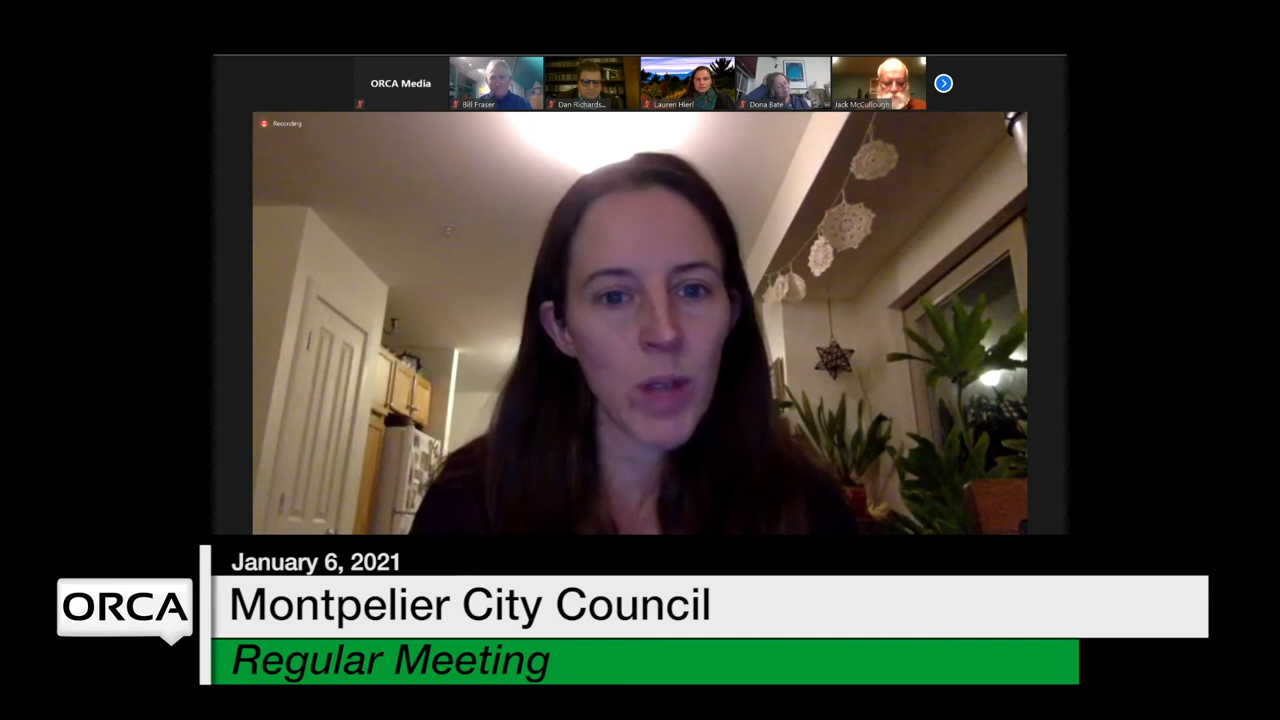 ORCA Media
Bill Fraser
Dan Richards...
Lauren Hierl
Dona Bate
Jack McCullough
Recording
January 6, 2021
ORCA
Montpelier City Council
Regular Meeting